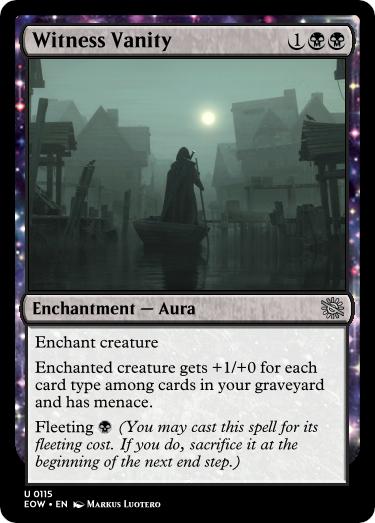 Witness Vanity 1
Enchantment — Aura
Enchant creature
Enchanted creature gets +1/+0 for each
card type among cards in your graveyard
and has menace.
Fleeting (You may cast this spell for its
fleeting cost. If you do, sacrifice it at the
beginning of the next end step.)
U 0115
EOW • EN Markus Luotero